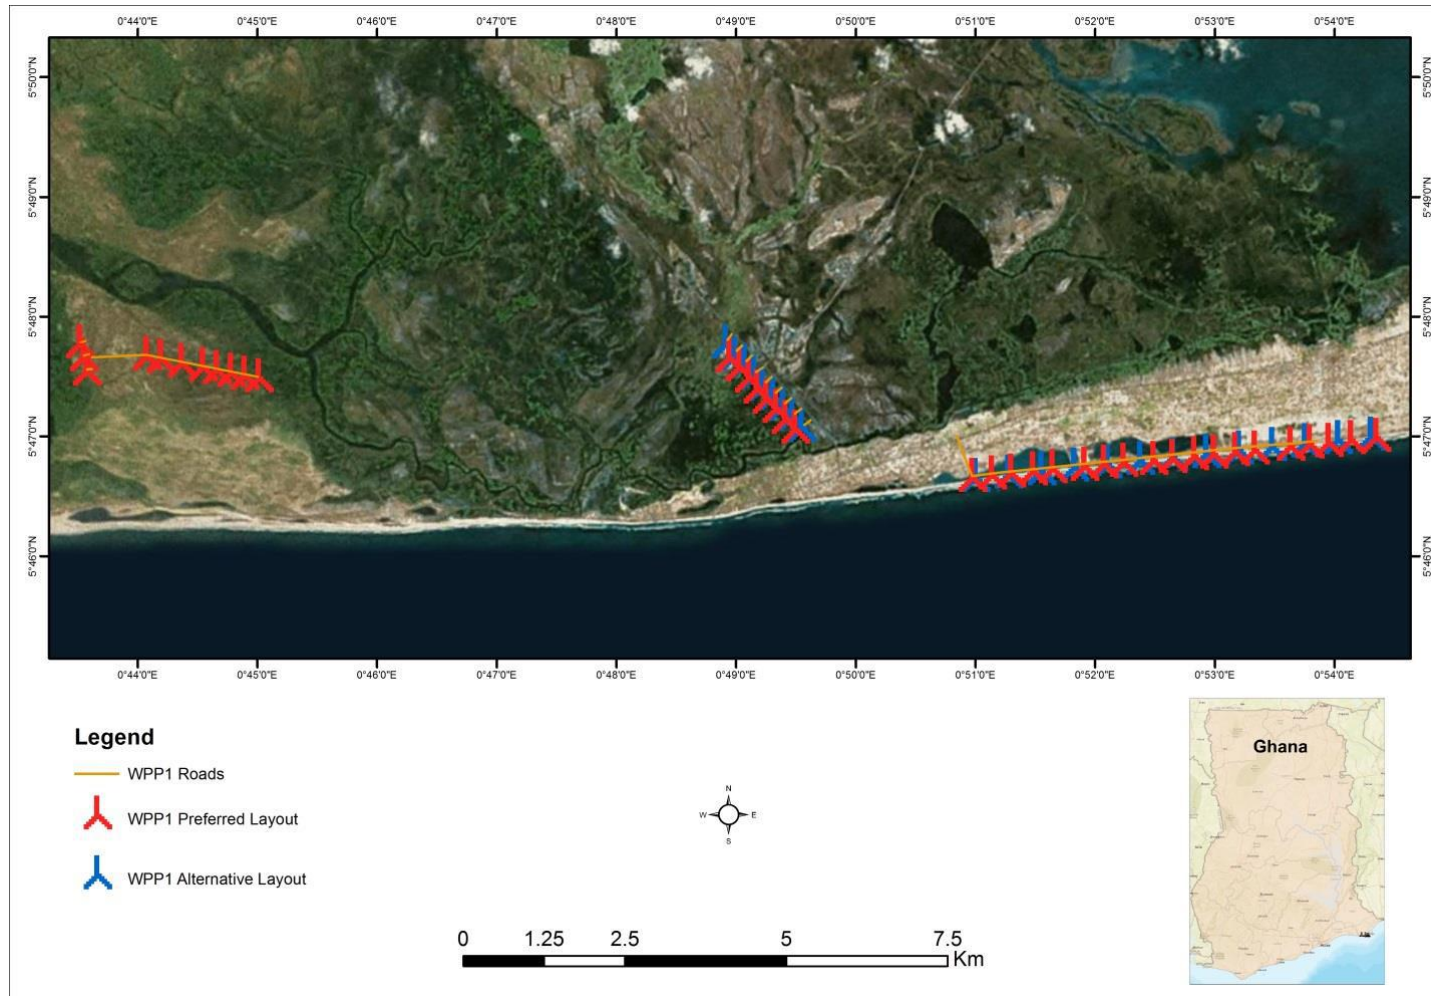 0°44'0"E 0°45'0"E 0°46'0"E 0°47'0"E 0°48'0"E 0°49'0"E 0°50'0"E 0°51'0"E 0°52'0"E 0°53'0"E 0°54'0"E
5°50'0"N 5°50'0"N
5°49'0"N 5°49'0"N
5°48'0"N 5°48'0"N
5°47'0"N 5°47'0"N
5°46'0"N 5°46'0"N
0°44'0"E 0°45'0"E 0°46'0"E 0°47'0"E 0°48'0"E 0°49'0"E 0°50'0"E 0°51'0"E 0°52'0"E 0°53'0"E 0°54'0"E
Legend
WPP1 Roads
WPP1 Preferred Layout
WPP1 Alternative Layout
N
W E
S
0 1.25 2.5 5 7.5
Km
Ghana